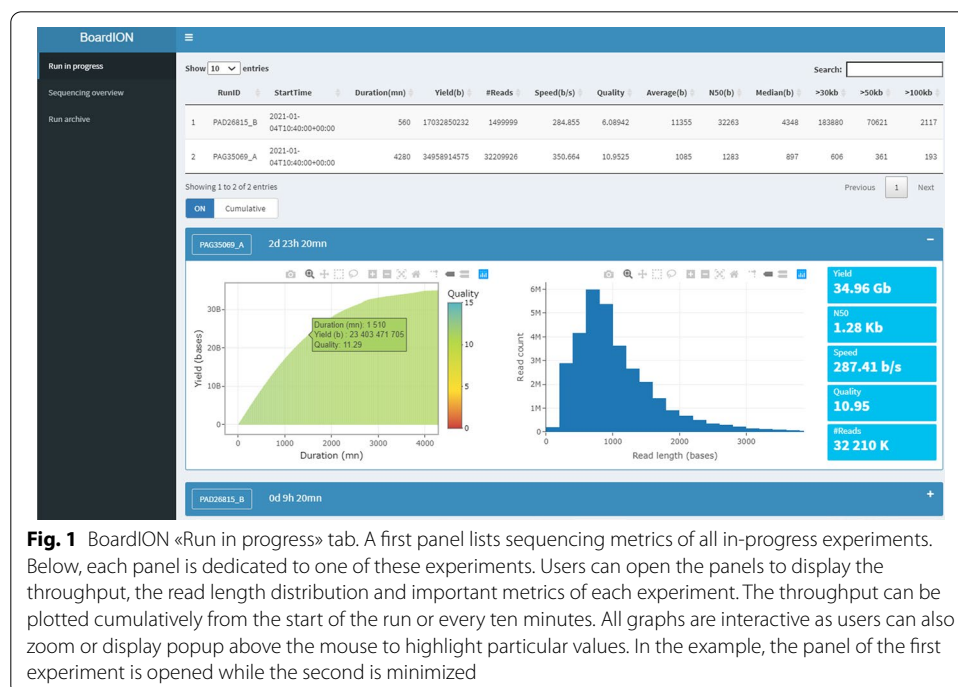 BoardION
Run in progress
Sequencing overview
Run archive
Show 10 entries
Search:
RunID StartTime Duration(mn) Yield(b) #Reads Speed(b/s) Quality Average(b) N50(b) Median(b) >30kb >50kb >100kb
1 PAD26815_B 2021-01-04T10:40:00+00:00 560 17032850232 1499999 284.855 6.08942 11355 32263 4348 183880 70621 2117
2 PAG35069_A 2021-01-04T10:40:00+00:00 4280 34958914575 32209926 350.664 10.9525 1085 1283 897 606 361 193
Showing 1 to 2 of 2 entries
Previous 1 Next
ON Cumulative
PAG35069_A 2d 23h 20mn
Yield (bases)
30B
20B
10B
0
0 1000 2000 3000 4000
Duration (mn)
Duration (mn): 1 510
Yield (b) : 23 403 471 705
Quality: 11.29
Quality
15
10
5
0
Read count
6M
5M
4M
3M
2M
1M
0
0 1000 2000 3000
Read length (bases)
Yield
34.96 Gb
N50
1.28 Kb
Speed
287.41 b/s
Quality
10.95
#Reads
32 210 K
PAD26815_B 0d 9h 20mn
Fig. 1 BoardION «Run in progress» tab. A first panel lists sequencing metrics of all in-progress experiments.
Below, each panel is dedicated to one of these experiments. Users can open the panels to display the
throughput, the read length distribution and important metrics of each experiment. The throughput can be
plotted cumulatively from the start of the run or every ten minutes. All graphs are interactive as users can also
zoom or display popup above the mouse to highlight particular values. In the example, the panel of the first
experiment is opened while the second is minimized